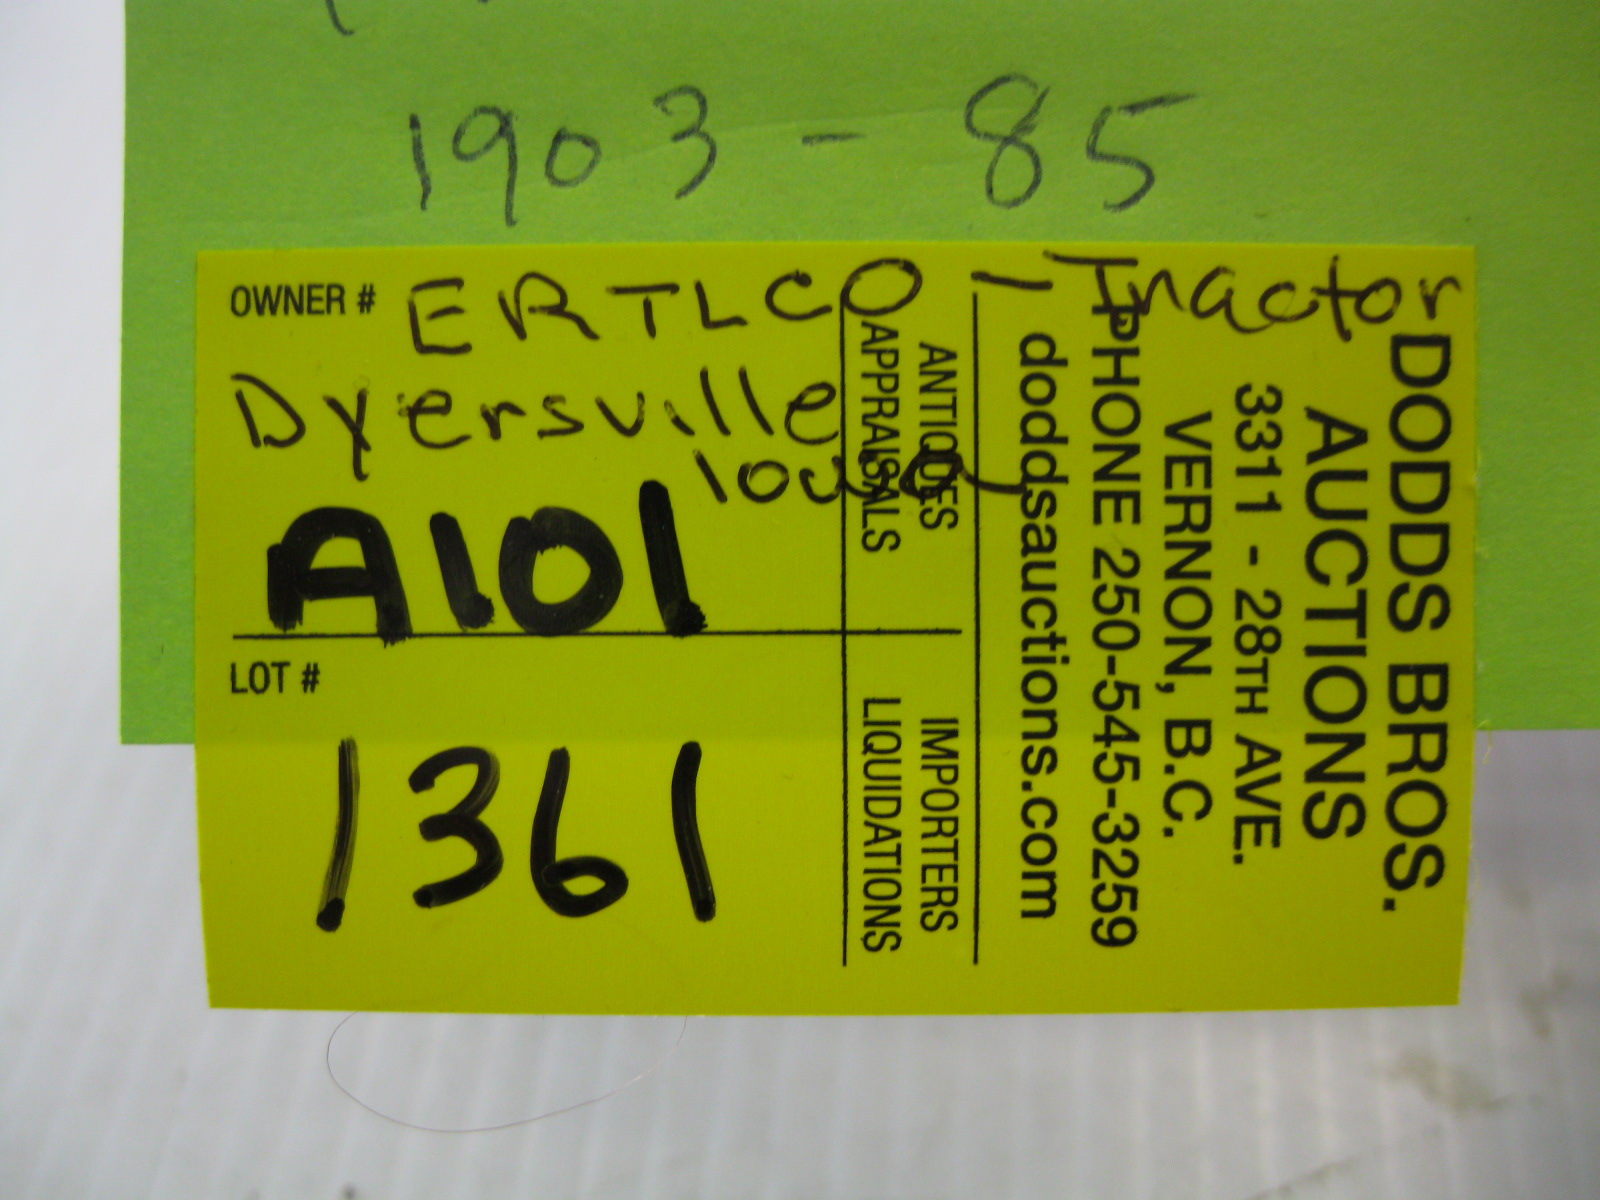 1903 - 85
OWNER # ERTLCO / Tractor
Dyersville
A101
LOT #
1361
ANTIQUES IMPORTERS
APPRAISALS LIQUIDATIONS
doddsauctions.com
PHONE 250-545-3259
VERNON, B.C.
3311 - 28TH AVE.
AUCTIONS
DODDS BROS.